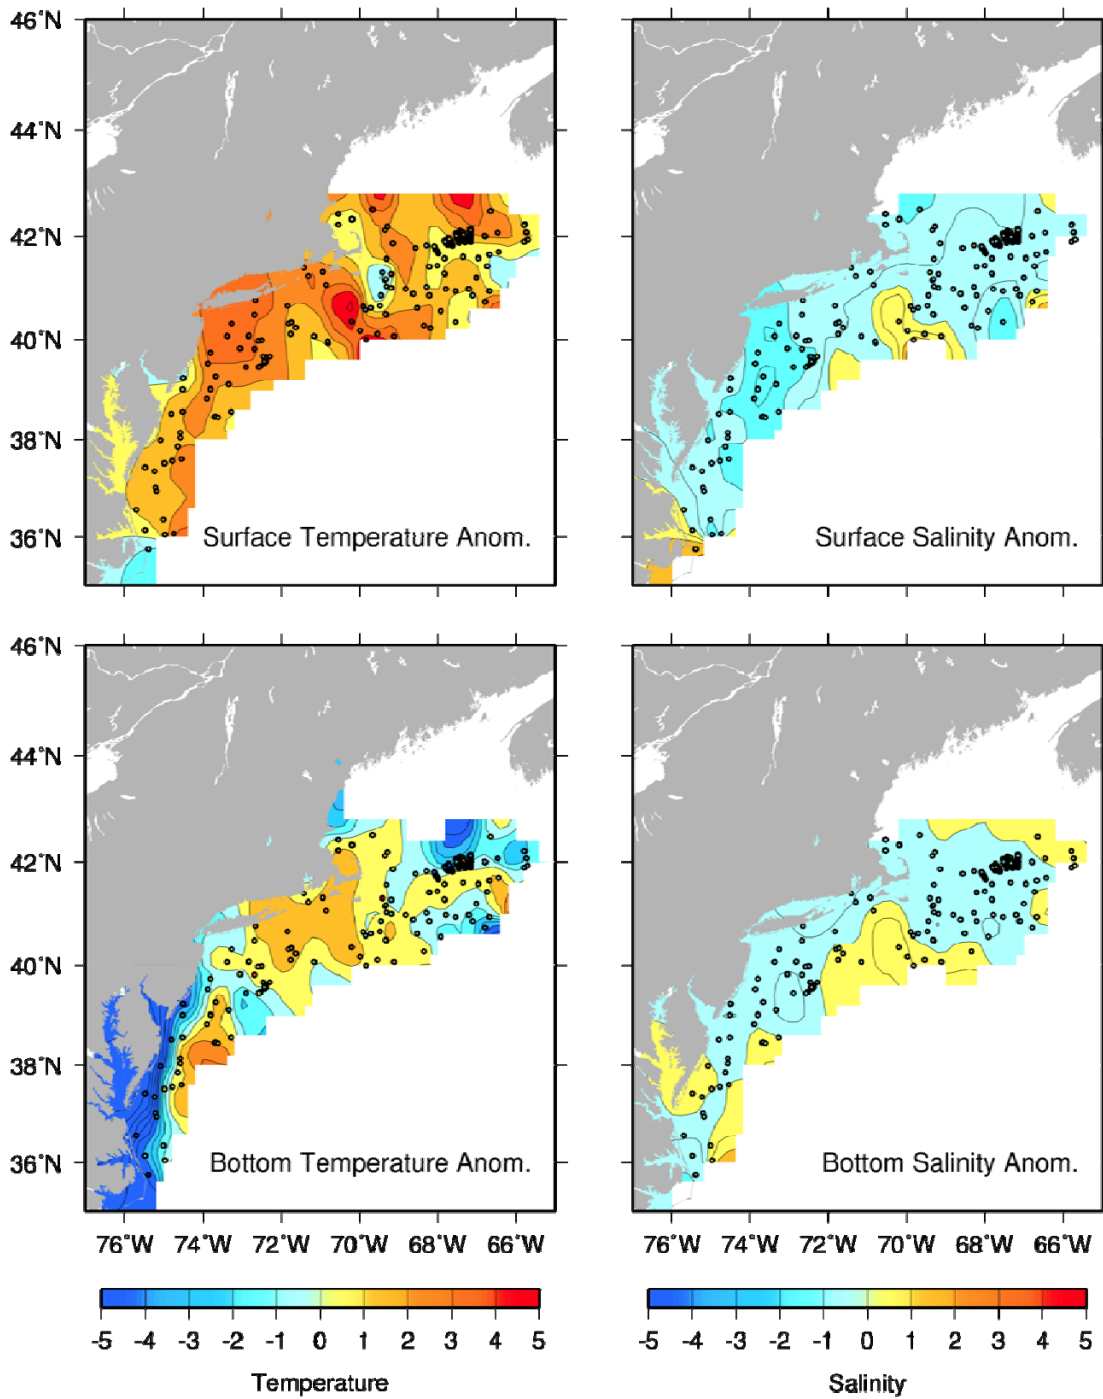 46°N
44°N
42°N
40°N
38°N
36°N
Surface Temperature Anom.
Surface Salinity Anom.
46°N
44°N
42°N
40°N
38°N
36°N
Bottom Temperature Anom.
Bottom Salinity Anom.
76°W 74°W 72°W 70°W 68°W 66°W
76°W 74°W 72°W 70°W 68°W 66°W
-5 -4 -3 -2 -1 0 1 2 3 4 5
-5 -4 -3 -2 -1 0 1 2 3 4 5
Temperature
Salinity